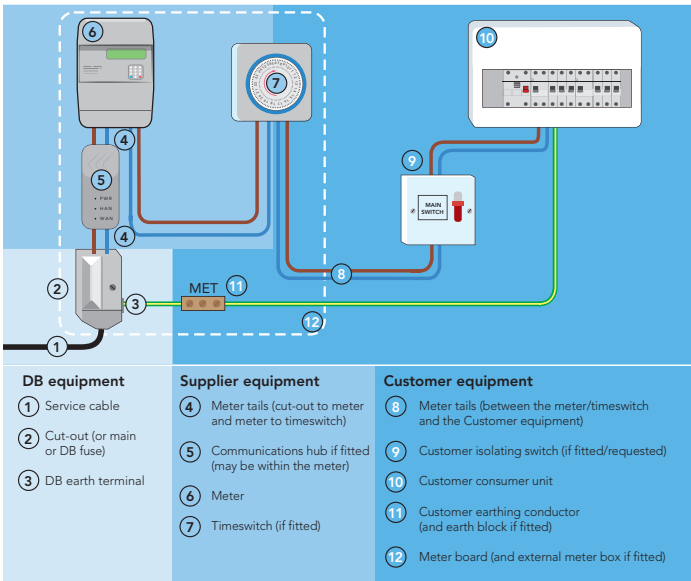 6
10
7
4
9
5
• PWR
• HAN
• WAN
MAIN
SWITCH
4
8
2
MET
11
3
12
1
DB equipment
1 Service cable
2 Cut-out (or main
or DB fuse)
3 DB earth terminal
Supplier equipment
4 Meter tails (cut-out to meter
and meter to timeswitch)
5 Communications hub if fitted
(may be within the meter)
6 Meter
7 Timeswitch (if fitted)
Customer equipment
8 Meter tails (between the meter/timeswitch
and the Customer equipment)
9 Customer isolating switch (if fitted/requested)
10 Customer consumer unit
11 Customer earthing conductor
(and earth block if fitted)
12 Meter board (and external meter box if fitted)